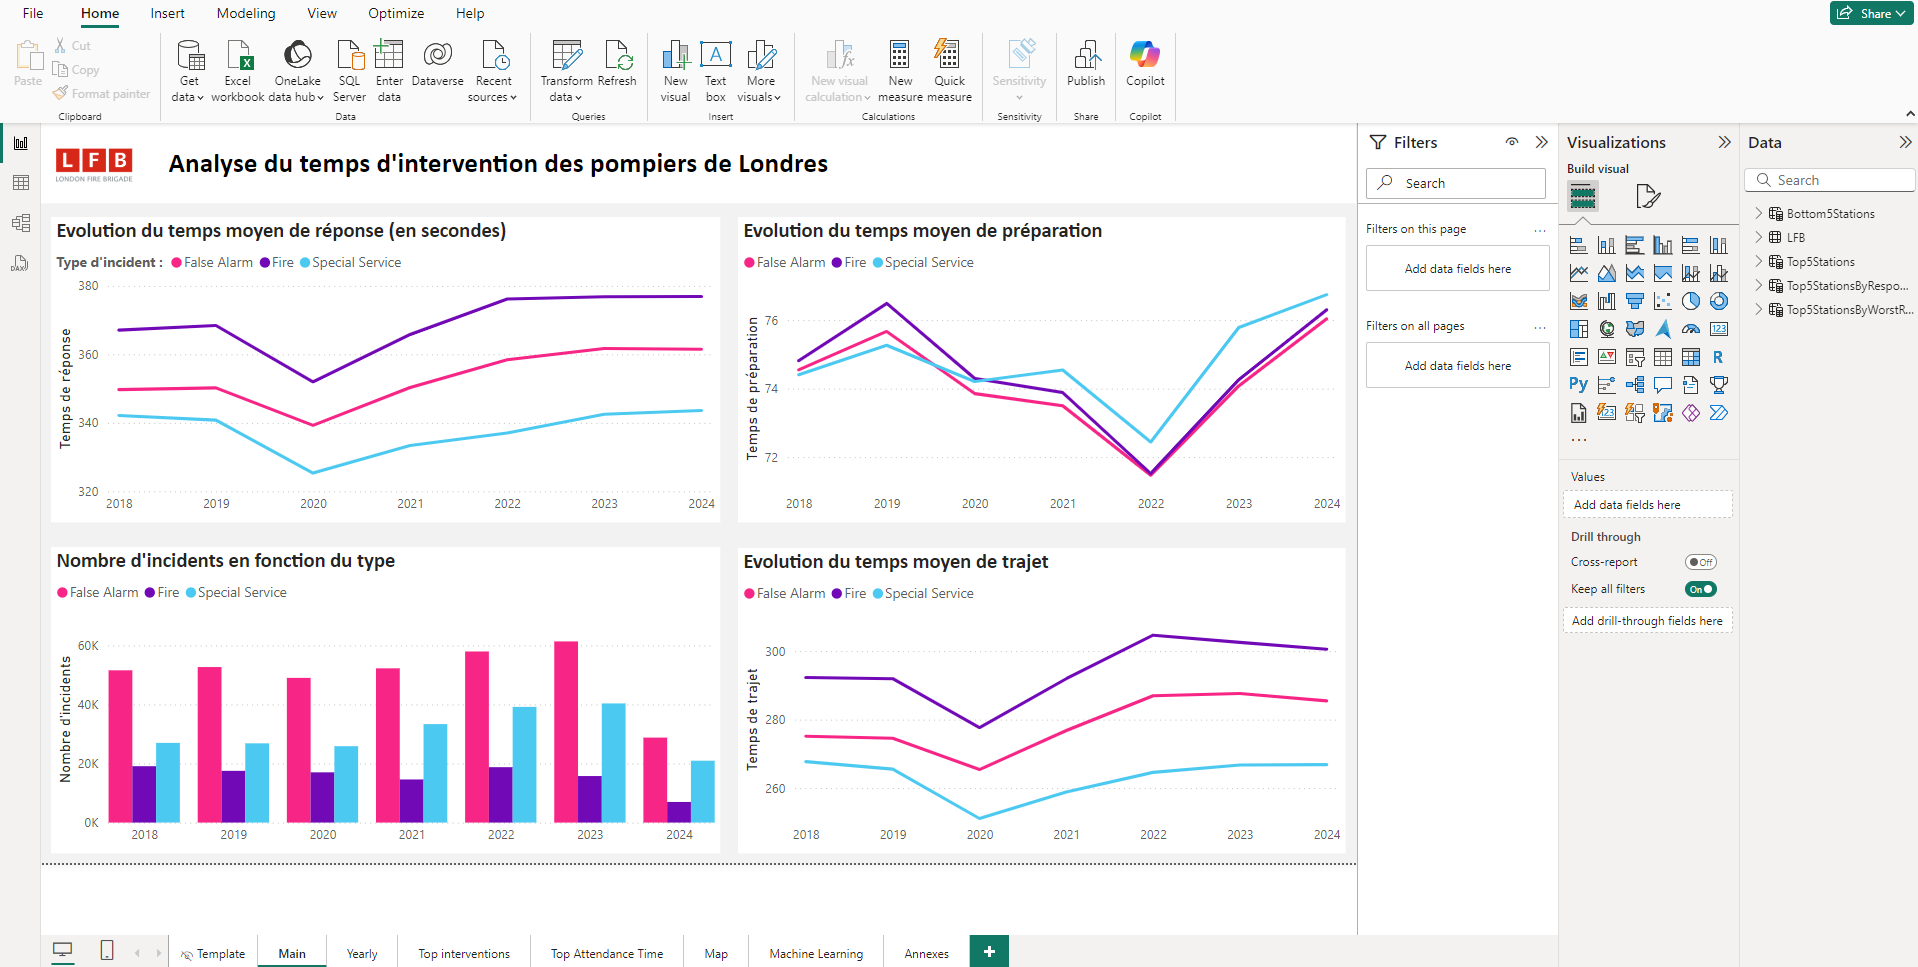 File Home Insert Modeling View Optimize Help Share
Paste Cut Copy Format painter
Clipboard
Get data Excel workbook OneLake data hub SQL Server Enter data Dataverse Recent sources
Data
Transform data Refresh
Queries
New visual Text box More visuals
Insert
New visual calculation New measure Quick measure
Calculations
Sensitivity
Sensitivity
Publish
Share
Copilot
Copilot
LFB
LONDON FIRE BRIGADE
Analyse du temps d'intervention des pompiers de Londres
Evolution du temps moyen de réponse (en secondes)
Type d'incident : False Alarm Fire Special Service
Temps de réponse
380
360
340
320
2018 2019 2020 2021 2022 2023 2024
Evolution du temps moyen de préparation
False Alarm Fire Special Service
Temps de préparation
76
74
72
2018 2019 2020 2021 2022 2023 2024
Nombre d'incidents en fonction du type
False Alarm Fire Special Service
Nombre d'incidents
60K
40K
20K
0K
2018 2019 2020 2021 2022 2023 2024
Evolution du temps moyen de trajet
False Alarm Fire Special Service
Temps de trajet
300
280
260
2018 2019 2020 2021 2022 2023 2024
Template Main Yearly Top interventions Top Attendance Time Map Machine Learning Annexes +
Filters
Search
Filters on this page ...
Add data fields here
Filters on all pages ...
Add data fields here
Visualizations
Build visual
123
R
Py
123
...
Values
Add data fields here
Drill through
Cross-report Off
Keep all filters On
Add drill-through fields here
Data
Search
Bottom5Stations
LFB
Top5Stations
Top5StationsByRespo...
Top5StationsByWorstR...